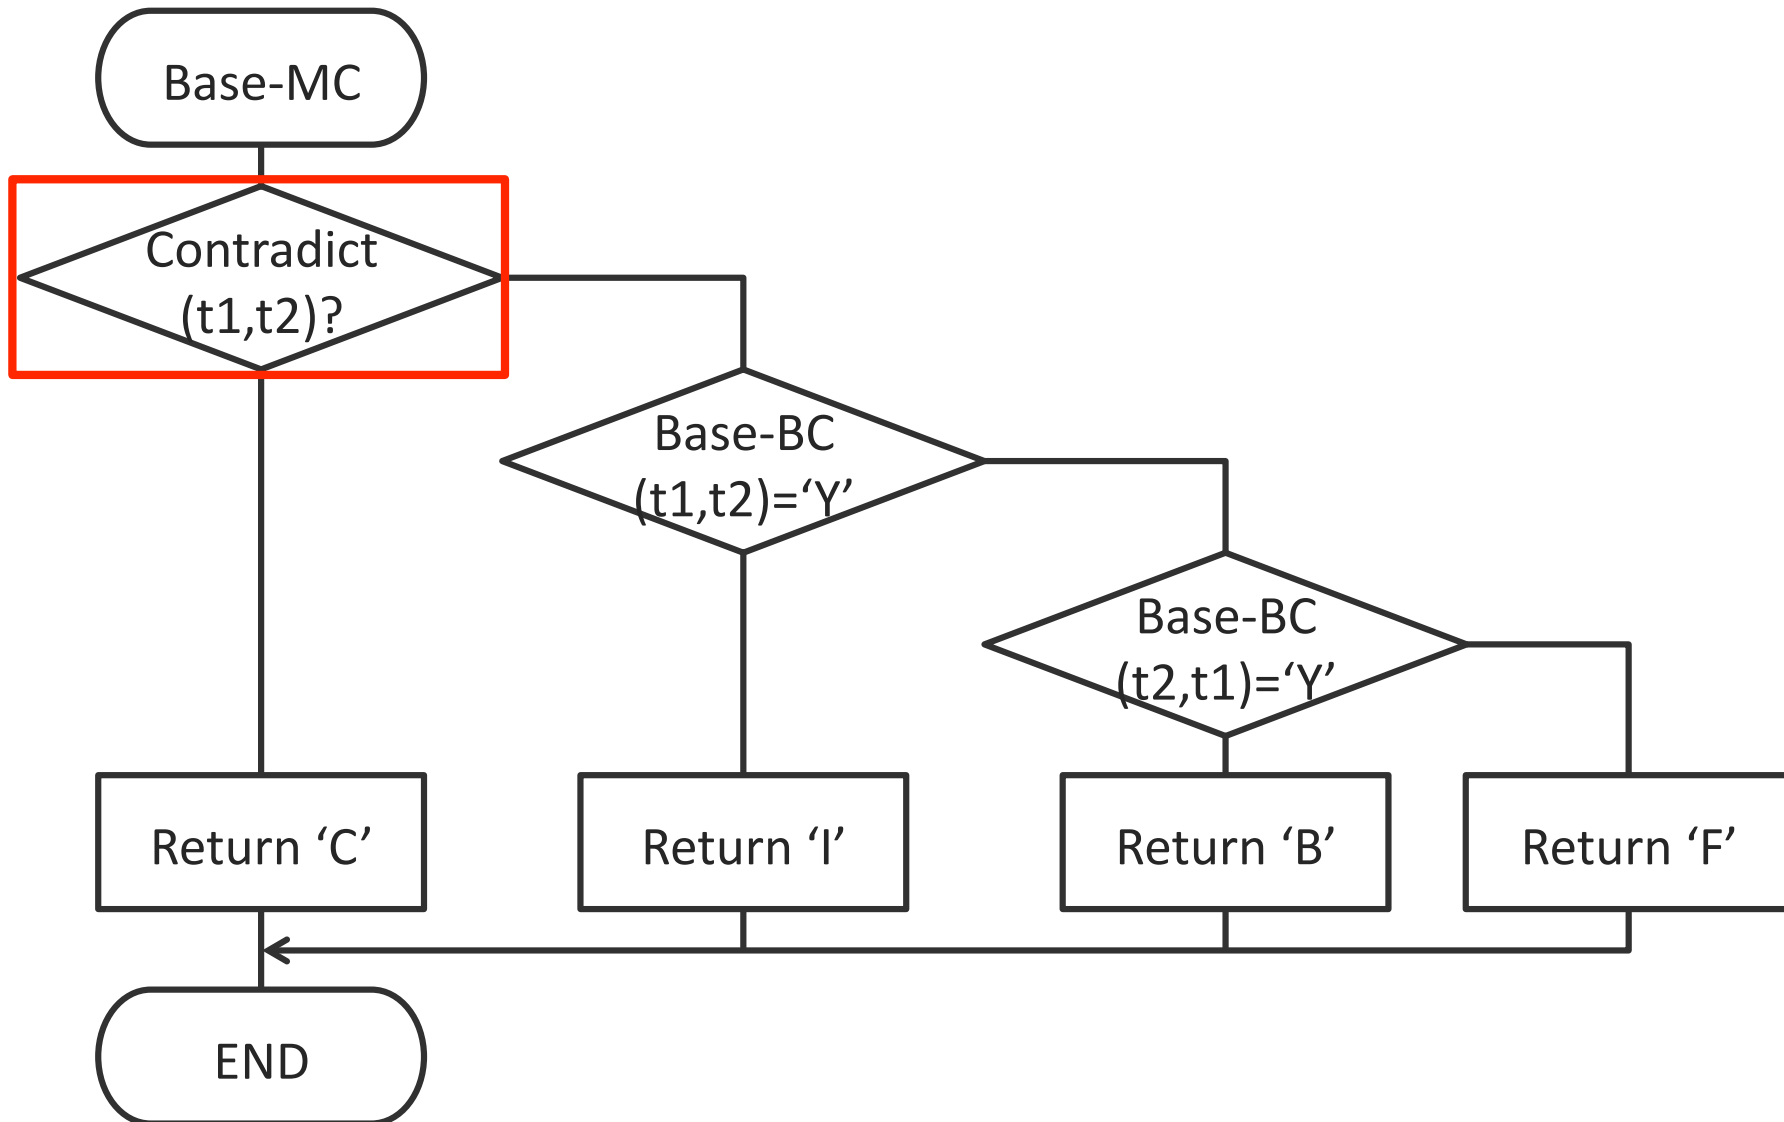 Base-MC
Contradict
(t1,t2)?
Base-BC
(t1,t2)=‘Y’
Base-BC
(t2,t1)=‘Y’
Return ‘C’
Return ‘I’
Return ‘B’
Return ‘F’
END